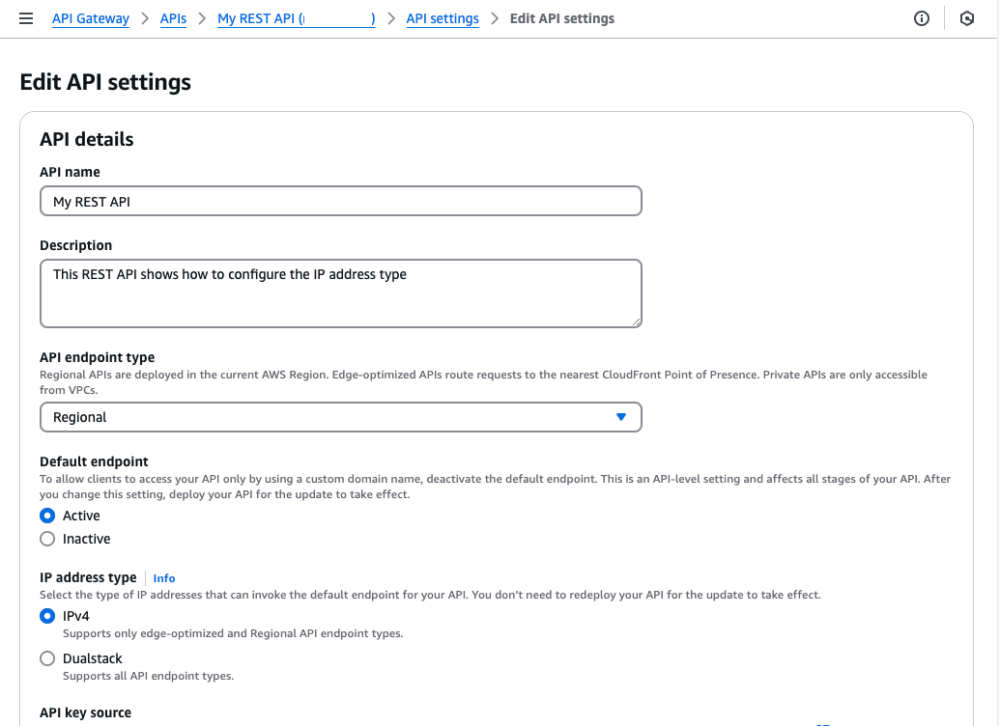 API Gateway > APIs > My REST API ( ) > API settings > Edit API settings
Edit API settings
API details
API name
My REST API
Description
This REST API shows how to configure the IP address type
API endpoint type
Regional APIs are deployed in the current AWS Region. Edge-optimized APIs route requests to the nearest CloudFront Point of Presence. Private APIs are only accessible
from VPCs.
Regional
Default endpoint
To allow clients to access your API only by using a custom domain name, deactivate the default endpoint. This is an API-level setting and affects all stages of your API. After
you change this setting, deploy your API for the update to take effect.
Active
Inactive
IP address type Info
Select the type of IP addresses that can invoke the default endpoint for your API. You don’t need to redeploy your API for the update to take effect.
IPv4
Supports only edge-optimized and Regional API endpoint types.
Dualstack
Supports all API endpoint types.
API key source